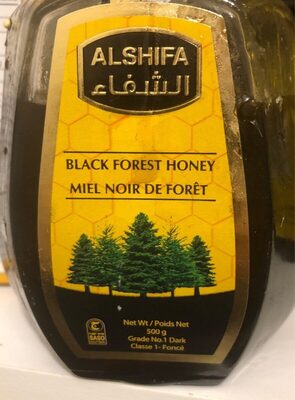 ALSHIFA
الشفاء
BLACK FOREST HONEY
MIEL NOIR DE FORÊT
Net Wt / Poids Net
500 g
Grade No.1 Dark
Classe 1- Foncé
SASO